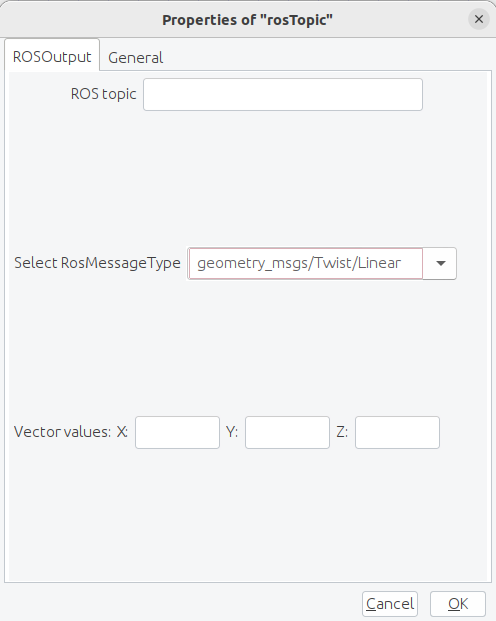 Properties of "rosTopic"
ROSOutput General
ROS topic
Select RosMessageType geometry_msgs/Twist/Linear
Vector values: X: Y: Z:
Cancel OK